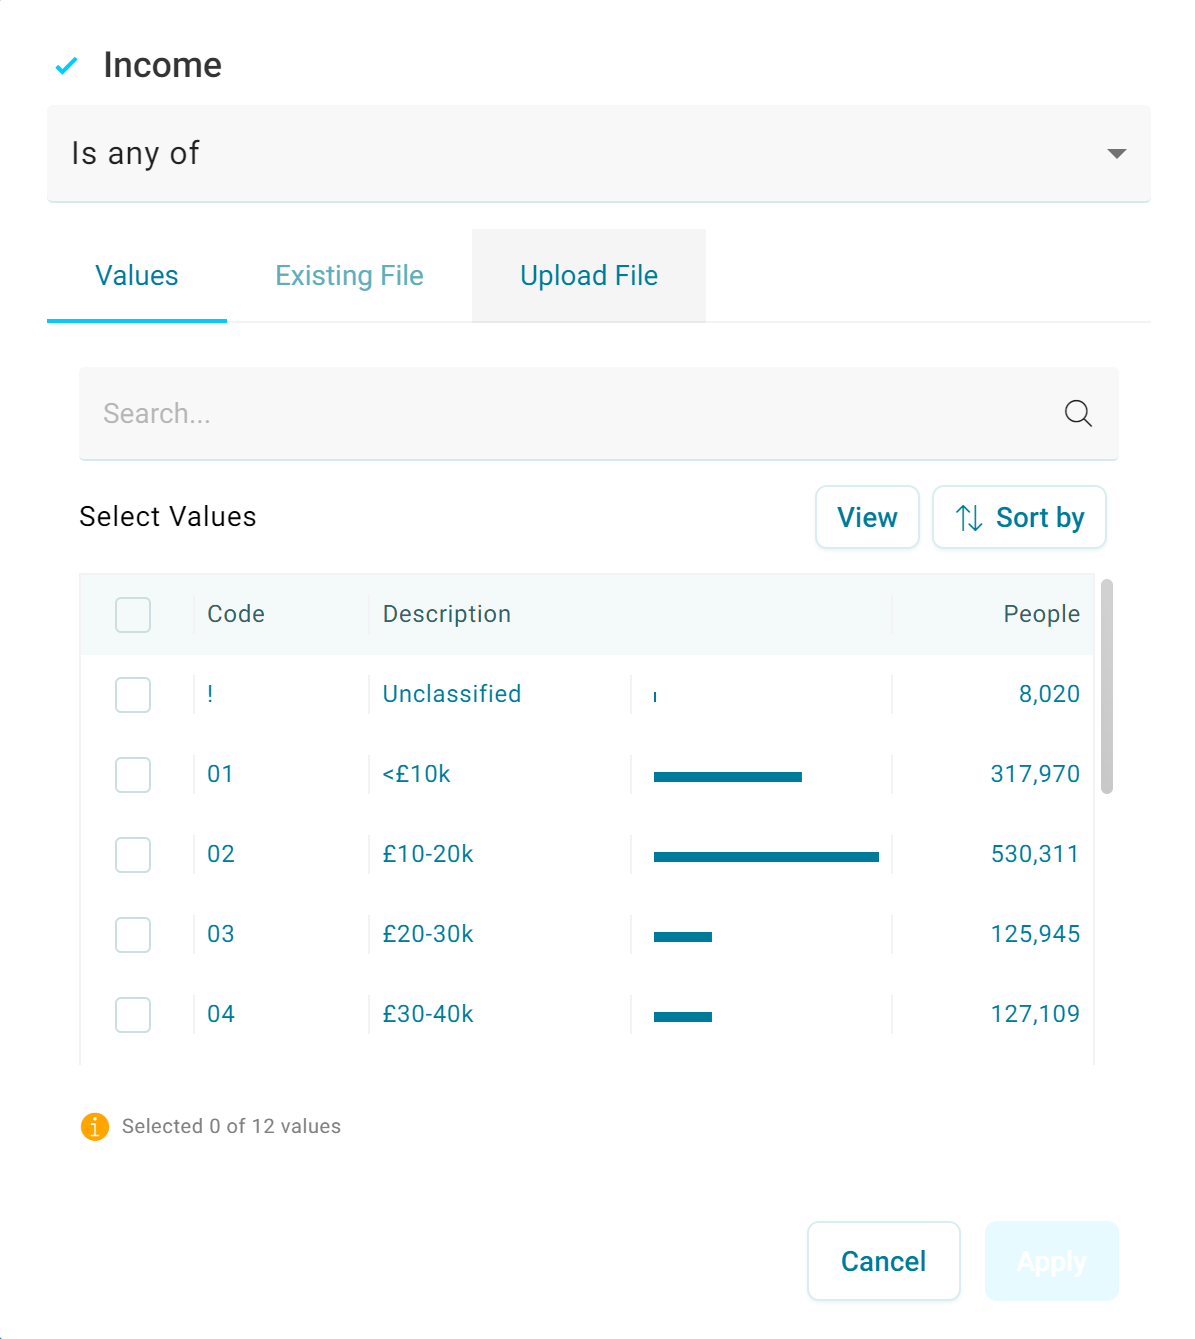 Income
Is any of
Values Existing File Upload File
Search...
Select Values View Sort by
Code Description People
! Unclassified 8,020
01 <£10k 317,970
02 £10-20k 530,311
03 £20-30k 125,945
04 £30-40k 127,109
Selected 0 of 12 values
Cancel Apply